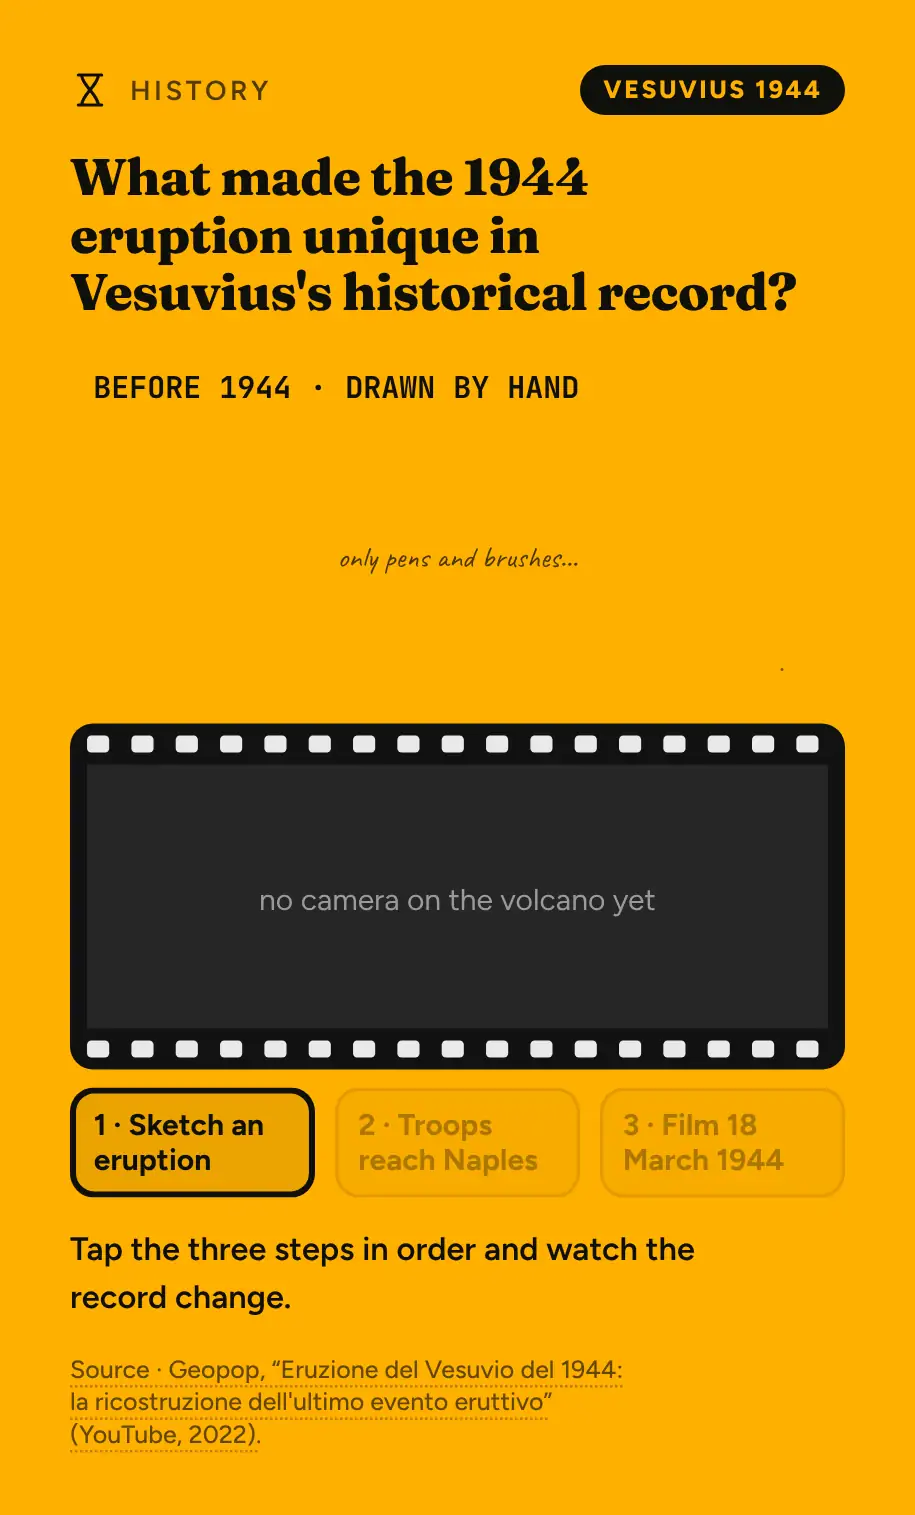 HISTORY
VESUVIUS 1944
What made the 1944
eruption unique in
Vesuvius's historical record?
BEFORE 1944 · DRAWN BY HAND
only pens and brushes...
no camera on the volcano yet
1 · Sketch an
eruption
2 · Troops
reach Naples
3 · Film 18
March 1944
Tap the three steps in order and watch the
record change.
Source · Geopop, “Eruzione del Vesuvio del 1944:
la ricostruzione dell'ultimo evento eruttivo”
(YouTube, 2022).